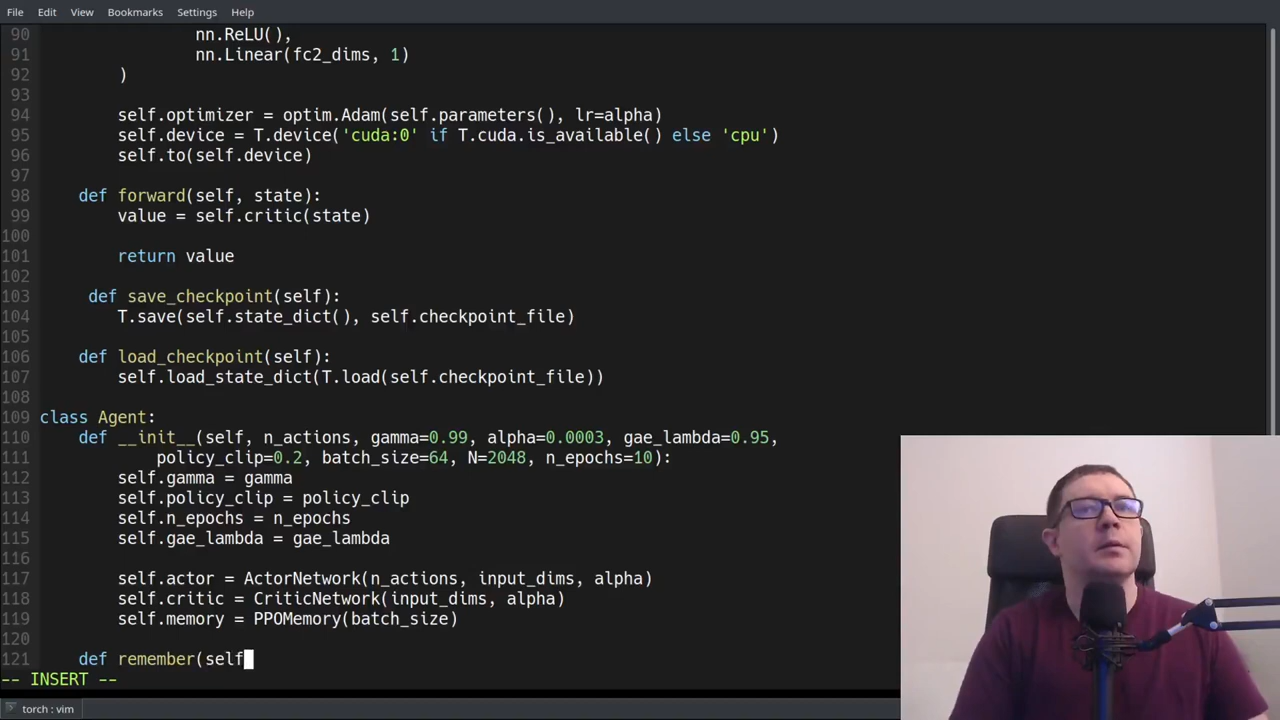 File Edit View Bookmarks Settings Help
90 nn.ReLU(),
91 nn.Linear(fc2_dims, 1)
92 )
93
94 self.optimizer = optim.Adam(self.parameters(), lr=alpha)
95 self.device = T.device('cuda:0' if T.cuda.is_available() else 'cpu')
96 self.to(self.device)
97
98 def forward(self, state):
99 value = self.critic(state)
100
101 return value
102
103 def save_checkpoint(self):
104 T.save(self.state_dict(), self.checkpoint_file)
105
106 def load_checkpoint(self):
107 self.load_state_dict(T.load(self.checkpoint_file))
108
109 class Agent:
110 def __init__(self, n_actions, gamma=0.99, alpha=0.0003, gae_lambda=0.95,
111 policy_clip=0.2, batch_size=64, N=2048, n_epochs=10):
112 self.gamma = gamma
113 self.policy_clip = policy_clip
114 self.n_epochs = n_epochs
115 self.gae_lambda = gae_lambda
116
117 self.actor = ActorNetwork(n_actions, input_dims, alpha)
118 self.critic = CriticNetwork(input_dims, alpha)
119 self.memory = PPOMemory(batch_size)
120
121 def remember(self
-- INSERT --
torch : vim